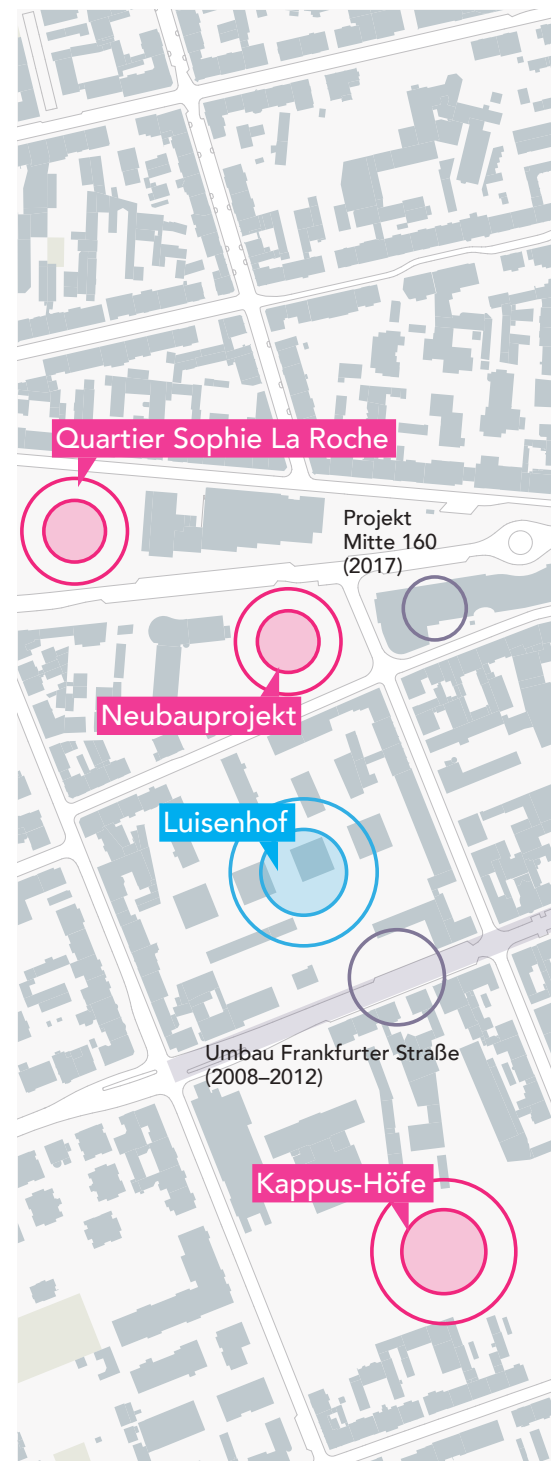 Quartier Sophie La Roche
Projekt
Mitte 160
(2017)
Neubauprojekt
Luisenhof
Umbau Frankfurter Straße
(2008–2012)
Kappus-Höfe